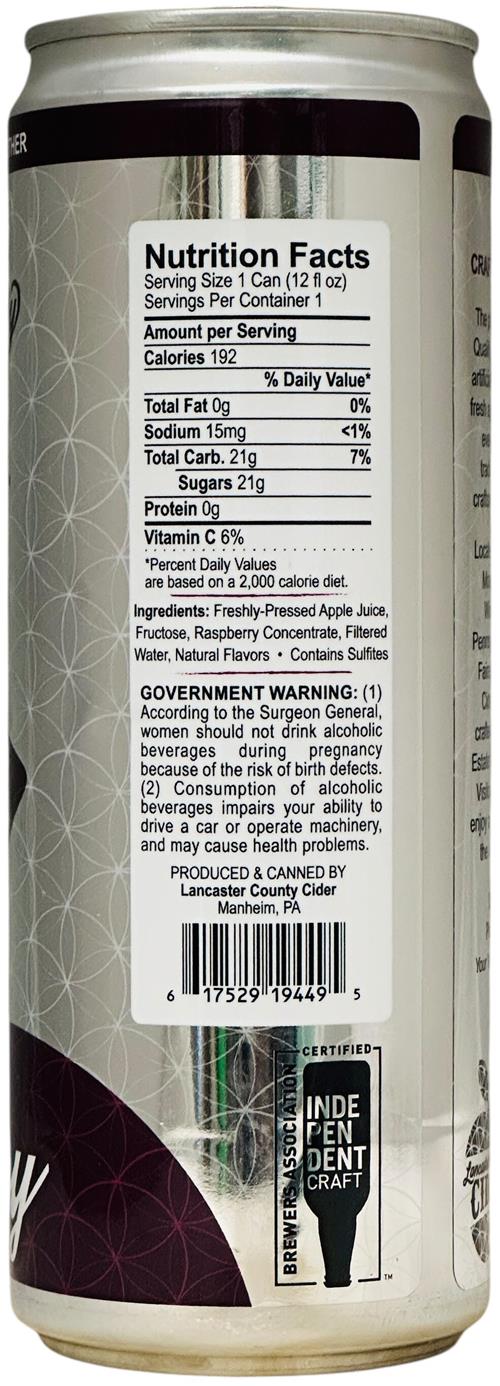 Nutrition Facts
Serving Size 1 Can (12 fl oz)
Servings Per Container 1
Amount per Serving
Calories 192
% Daily Value*
Total Fat 0g 0%
Sodium 15mg <1%
Total Carb. 21g 7%
Sugars 21g
Protein 0g
Vitamin C 6%
*Percent Daily Values
are based on a 2,000 calorie diet.
Ingredients: Freshly-Pressed Apple Juice,
Fructose, Raspberry Concentrate, Filtered
Water, Natural Flavors • Contains Sulfites
GOVERNMENT WARNING: (1)
According to the Surgeon General,
women should not drink alcoholic
beverages during pregnancy
because of the risk of birth defects.
(2) Consumption of alcoholic
beverages impairs your ability to
drive a car or operate machinery,
and may cause health problems.
PRODUCED & CANNED BY
Lancaster County Cider
Manheim, PA
6 17529 19449 5
CERTIFIED
BREWERS ASSOCIATION
INDE
PEN
DENT
CRAFT
TM